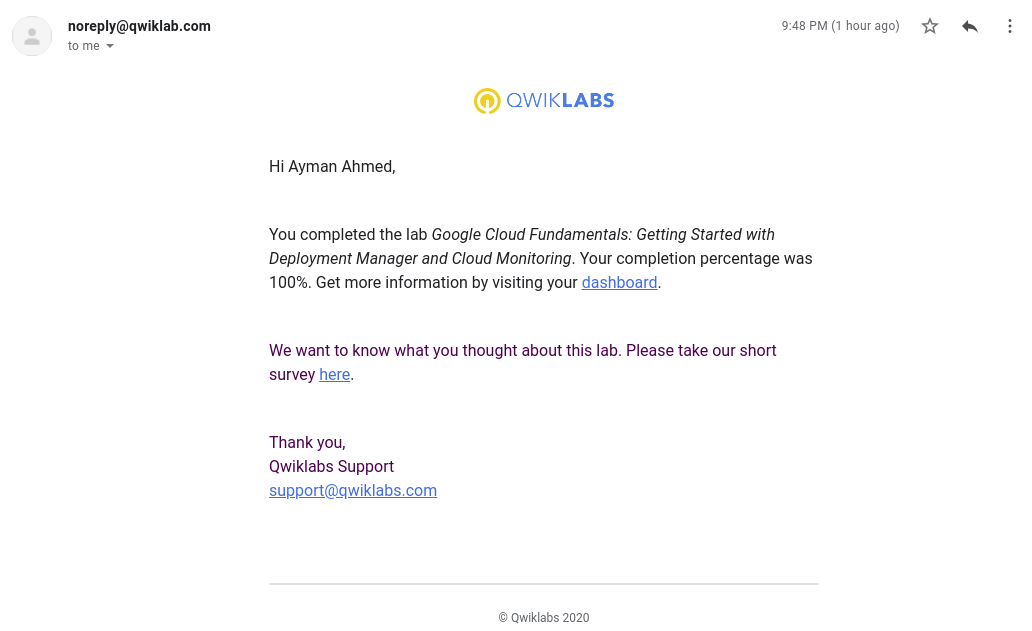 noreply@qwiklab.com
9:48 PM (1 hour ago)
to me
QWIKLABS
Hi Ayman Ahmed,
You completed the lab Google Cloud Fundamentals: Getting Started with
Deployment Manager and Cloud Monitoring. Your completion percentage was
100%. Get more information by visiting your dashboard.
We want to know what you thought about this lab. Please take our short
survey here.
Thank you,
Qwiklabs Support
support@qwiklabs.com
© Qwiklabs 2020